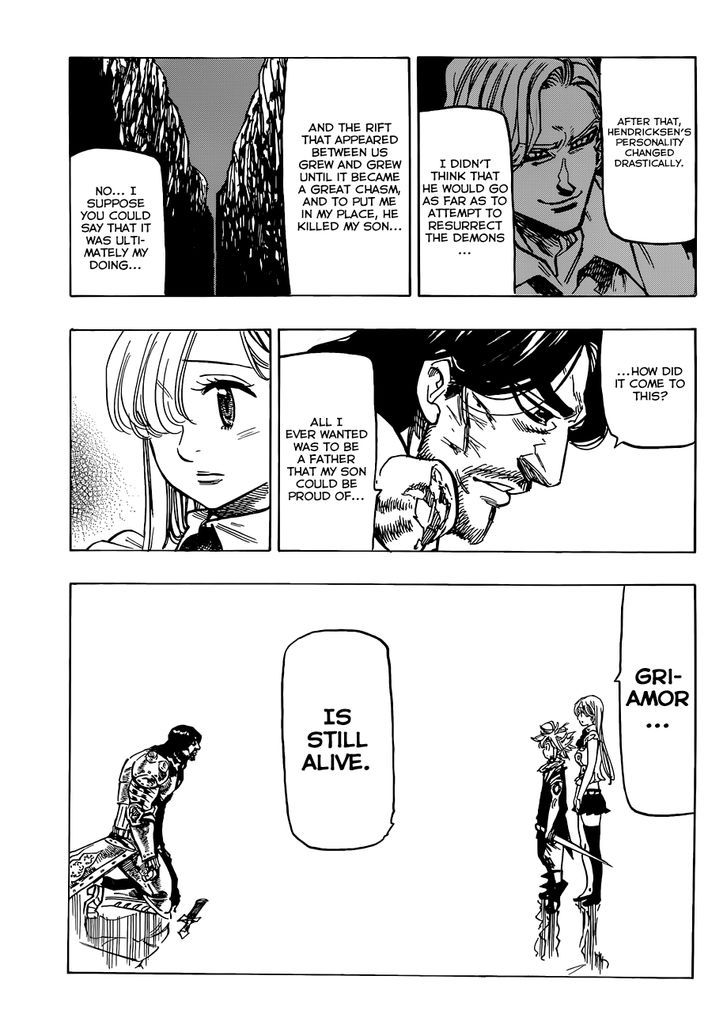 AFTER THAT,
HENDRICKSEN'S
PERSONALITY
CHANGED
DRASTICALLY.
I DIDN'T
THINK THAT
HE WOULD GO
AS FAR AS TO
ATTEMPT TO
RESURRECT
THE DEMONS
...
AND THE RIFT
THAT APPEARED
BETWEEN US
GREW AND GREW
UNTIL IT BECAME
A GREAT CHASM,
AND TO PUT ME
IN MY PLACE, HE
KILLED MY SON...
NO... I
SUPPOSE
YOU COULD
SAY THAT IT
WAS ULTI-
MATELY MY
DOING...
...HOW DID
IT COME TO
THIS?
ALL I
EVER WANTED
WAS TO BE
A FATHER
THAT MY SON
COULD BE
PROUD OF...
GRI-
AMOR
...
IS
STILL
ALIVE.